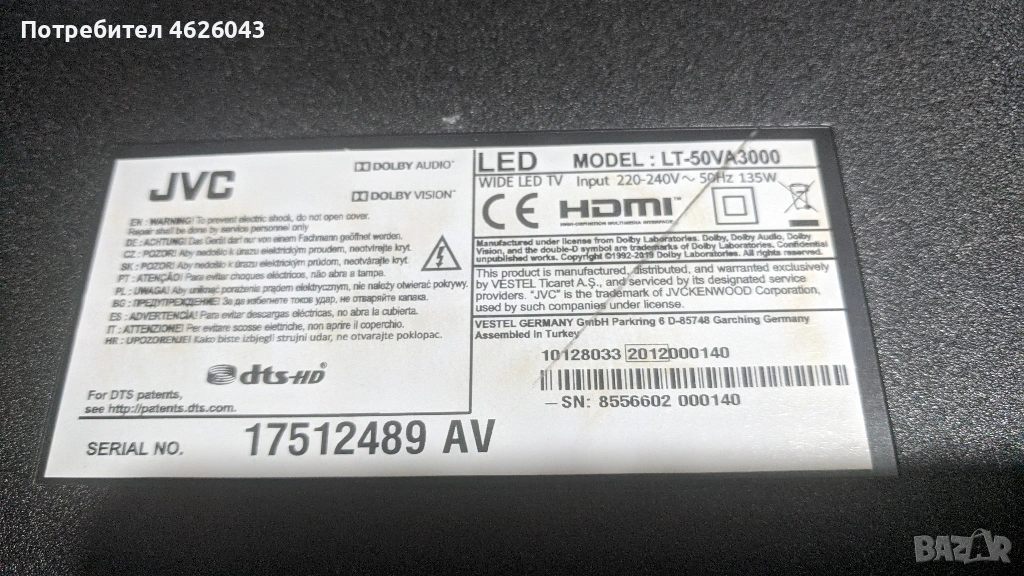 Потребител 4626043
JVC
DOLBY AUDIO™
DOLBY VISION™
EN : WARNING! To prevent electric shock, do not open cover.
Repair shall be done by service personnel only
DE : ACHTUNG! Das Gerät darf nur von einem Fachmann geöffnet werden.
CZ : POZOR! Aby nedošlo k úrazu elektrickým proudem, neotvírejte kryt.
SK : POZOR! Aby nedošlo k úrazu elektrickým prúdom, neotvárajte kryt.
PT : ATENÇÃO! Para evitar choques eléctricos, não abra a tampa.
PL : UWAGA! Aby uniknąć porażenia prądem elektrycznym, nie należy otwierać pokrywy.
BG : ПРЕДУПРЕЖДЕНИЕ! За да избегнете токов удар, не отваряйте капака.
ES : ADVERTENCIA! Para evitar descargas eléctricas, no abra la cubierta.
IT : ATTENZIONE! Per evitare scosse elettriche, non aprire il coperchio.
HR : UPOZORENJE! Kako biste izbjegli strujni udar, ne otvarajte poklopac.
dts-HD®
For DTS patents,
see http://patents.dts.com.
SERIAL NO. 17512489 AV
LED MODEL : LT-50VA3000
WIDE LED TV Input 220-240V~ 50Hz 135W
CE HDMI™
HIGH-DEFINITION MULTIMEDIA INTERFACE
Manufactured under license from Dolby Laboratories. Dolby, Dolby Audio, Dolby
Vision, and the double-D symbol are trademarks of Dolby Laboratories. Confidential
unpublished works. Copyright ©1992-2019 Dolby Laboratories. All rights reserved.
This product is manufactured, distributed, and warranted exclusively
by VESTEL Ticaret A.Ş., and serviced by its designated service
providers. "JVC" is the trademark of JVCKENWOOD Corporation,
used by such companies under license.
VESTEL GERMANY GmbH Parkring 6 D-85748 Garching Germany
Assembled In Turkey
10128033 2012000140
– SN: 8556602 000140
BAZAR